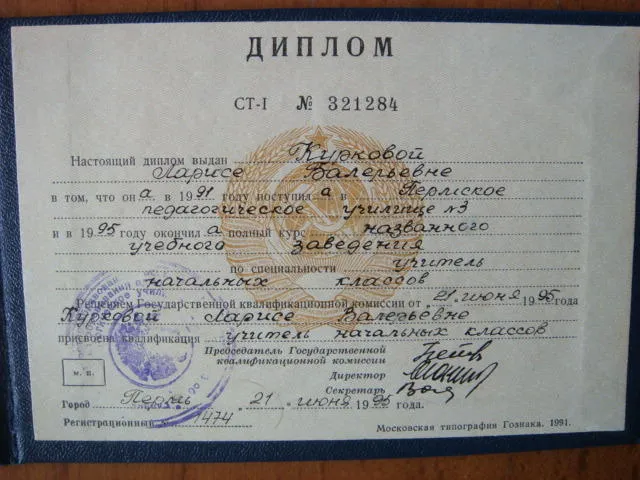 ДИПЛОМ
СТ-I № 321284
Настоящий диплом выдан Курковой
Ларисе Валерьевне
в том, что он а в 1991 году поступил а в Пермское
педагогическое училище №3
и в 1995 году окончил а полный курс названного
учебного заведения
по специальности учитель
начальных классов
Решением Государственной квалификационной комиссии от „21" июня 1995 года
Курковой Ларисе Валерьевне
присвоена квалификация учитель начальных классов
Председатель Государственной
квалификационной комиссии
Директор
Секретарь
М. П.
Город Пермь „21" июня 1995 года.
Регистрационный № 1474
Московская типография Гознака. 1991.